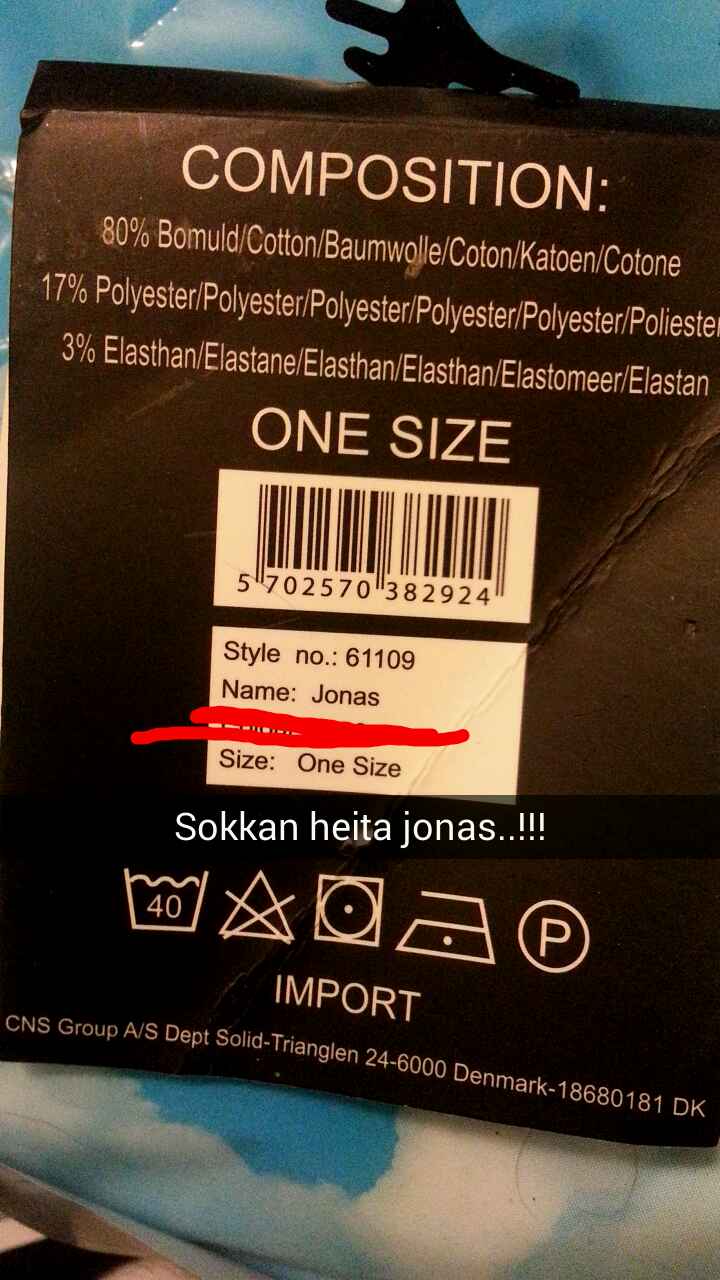 COMPOSITION:
80% Bomuld/Cotton/Baumwolle/Coton/Katoen/Cotone
17% Polyester/Polyester/Polyester/Polyester/Polyester/Poliester
3% Elasthan/Elastane/Elasthan/Elasthan/Elastomeer/Elastan
ONE SIZE
5 702570 382924
Style no.: 61109
Name: Jonas
Size: One Size
Sokkan heita jonas..!!!
40
P
IMPORT
CNS Group A/S Dept Solid-Trianglen 24-6000 Denmark-18680181 DK